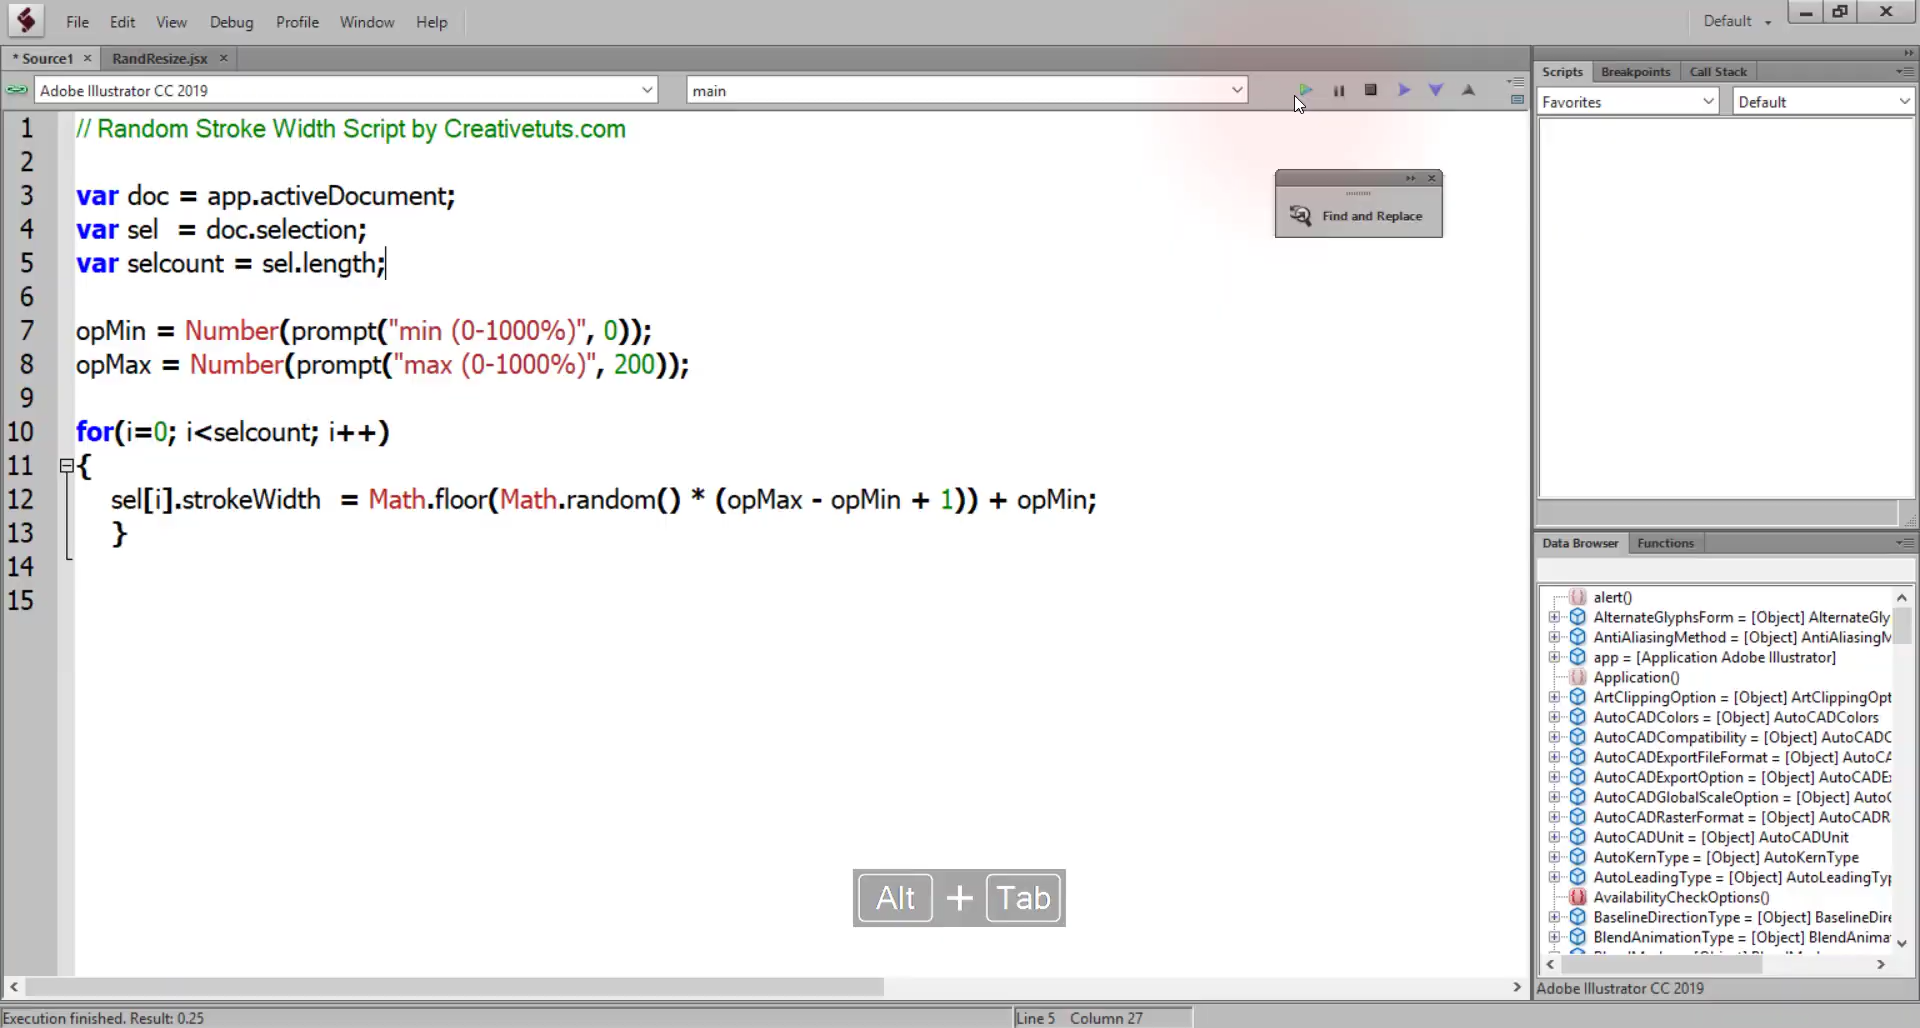 File Edit View Debug Profile Window Help
Default
* Source1 × RandResize.jsx ×
Adobe Illustrator CC 2019
main
1 // Random Stroke Width Script by Creativetuts.com
2
3 var doc = app.activeDocument;
4 var sel  = doc.selection;
5 var selcount = sel.length;
6
7 opMin = Number(prompt("min (0-1000%)", 0));
8 opMax = Number(prompt("max (0-1000%)", 200));
9
10 for(i=0; i<selcount; i++)
11 {
12 sel[i].strokeWidth  = Math.floor(Math.random() * (opMax - opMin + 1)) + opMin;
13 }
14
15
Find and Replace
Alt + Tab
Execution finished. Result: 0.25
Line 5 Column 27
Scripts Breakpoints Call Stack
Favorites Default
Data Browser Functions
alert()
AlternateGlyphsForm = [Object] AlternateGly
AntiAliasingMethod = [Object] AntiAliasingM
app = [Application Adobe Illustrator]
Application()
ArtClippingOption = [Object] ArtClippingOpt
AutoCADColors = [Object] AutoCADColors
AutoCADCompatibility = [Object] AutoCADC
AutoCADExportFileFormat = [Object] AutoCA
AutoCADExportOption = [Object] AutoCADEx
AutoCADGlobalScaleOption = [Object] AutoC
AutoCADRasterFormat = [Object] AutoCADR
AutoCADUnit = [Object] AutoCADUnit
AutoKernType = [Object] AutoKernType
AutoLeadingType = [Object] AutoLeadingTyp
AvailabilityCheckOptions()
BaselineDirectionType = [Object] BaselineDire
BlendAnimationType = [Object] BlendAnima
Adobe Illustrator CC 2019